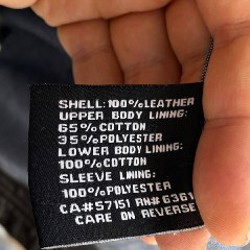 SHELL: 100% LEATHER
UPPER BODY LINING:
65% COTTON
35% POLYESTER
LOWER BODY LINING:
100% COTTON
SLEEVE LINING:
100% POLYESTER
CA# 57151 RN# 6361
CARE ON REVERSE